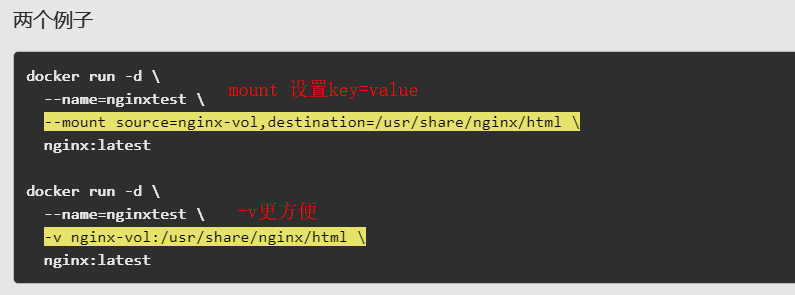 两个例子
docker run -d \
--name=nginxtest \
mount 设置key=value
--mount source=nginx-vol,destination=/usr/share/nginx/html \
nginx:latest
docker run -d \
--name=nginxtest \
-v更方便
-v nginx-vol:/usr/share/nginx/html \
nginx:latest